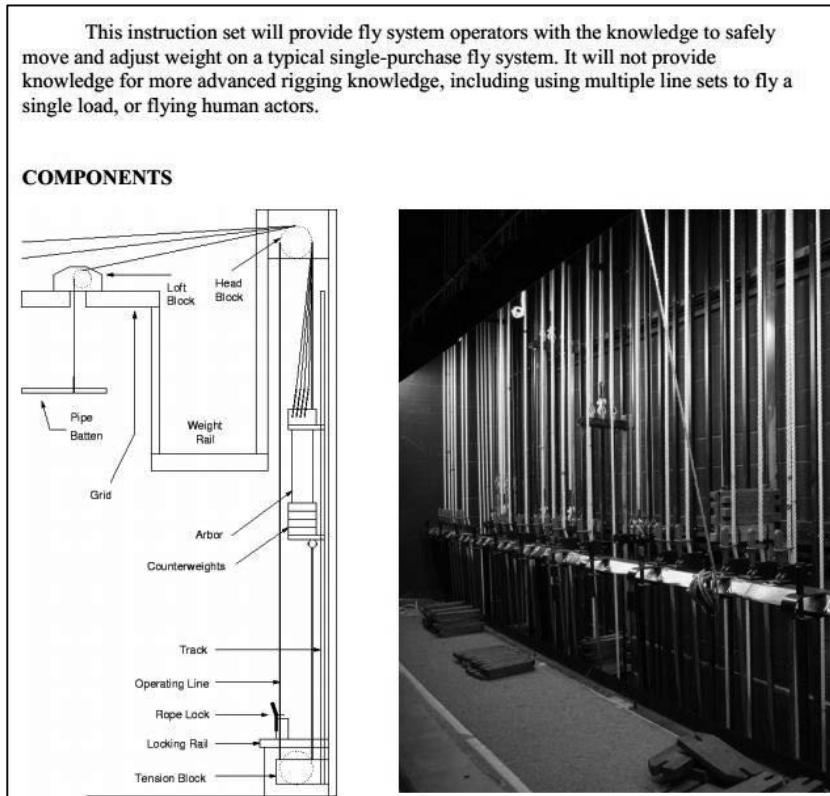 This instruction set will provide fly system operators with the knowledge to safely
move and adjust weight on a typical single-purchase fly system. It will not provide
knowledge for more advanced rigging knowledge, including using multiple line sets to fly a
single load, or flying human actors.
COMPONENTS
Loft
Block
Head
Block
Pipe
Batten
Weight
Rail
Grid
Arbor
Counterweights
Track
Operating Line
Rope Lock
Locking Rail
Tension Block